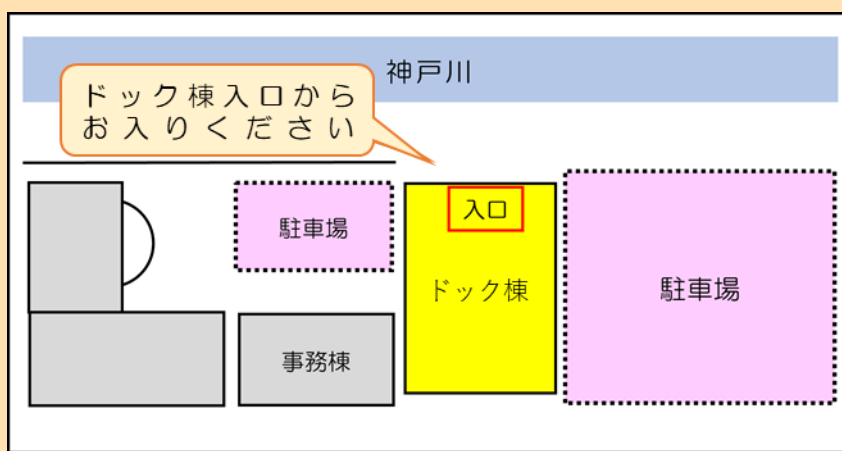 神戸川
ドック棟入口から
お入りください
入口
駐車場
ドック棟
駐車場
事務棟